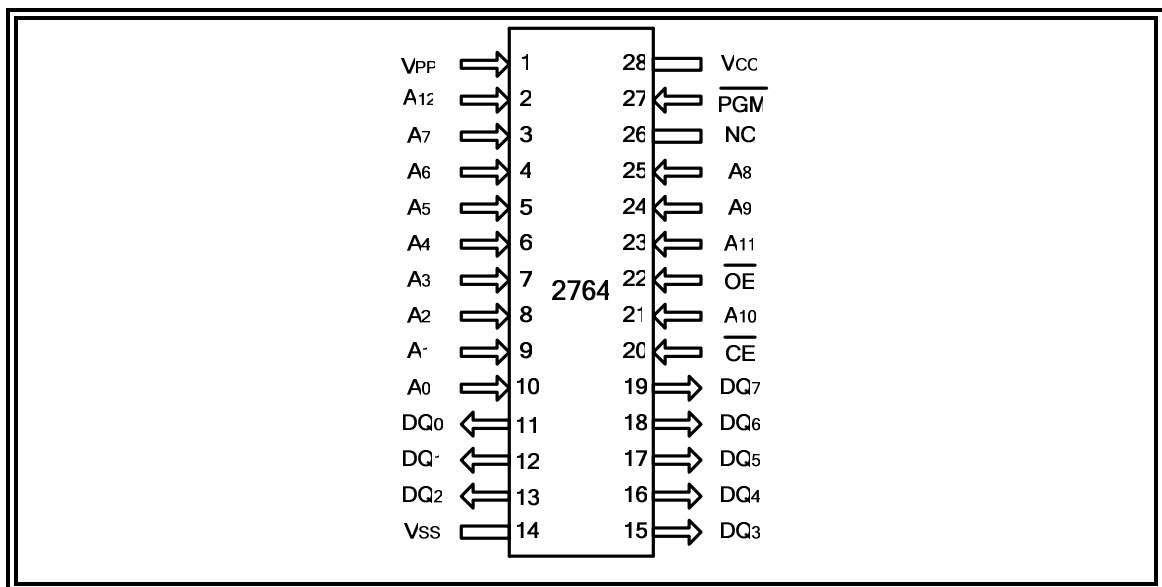 VPP 1 28 VCC
A12 2 27 PGM
A7 3 26 NC
A6 4 25 A8
A5 5 24 A9
A4 6 23 A11
A3 7 22 OE
2764
A2 8 21 A10
A1 9 20 CE
A0 10 19 DQ7
DQ0 11 18 DQ6
DQ1 12 17 DQ5
DQ2 13 16 DQ4
VSS 14 15 DQ3